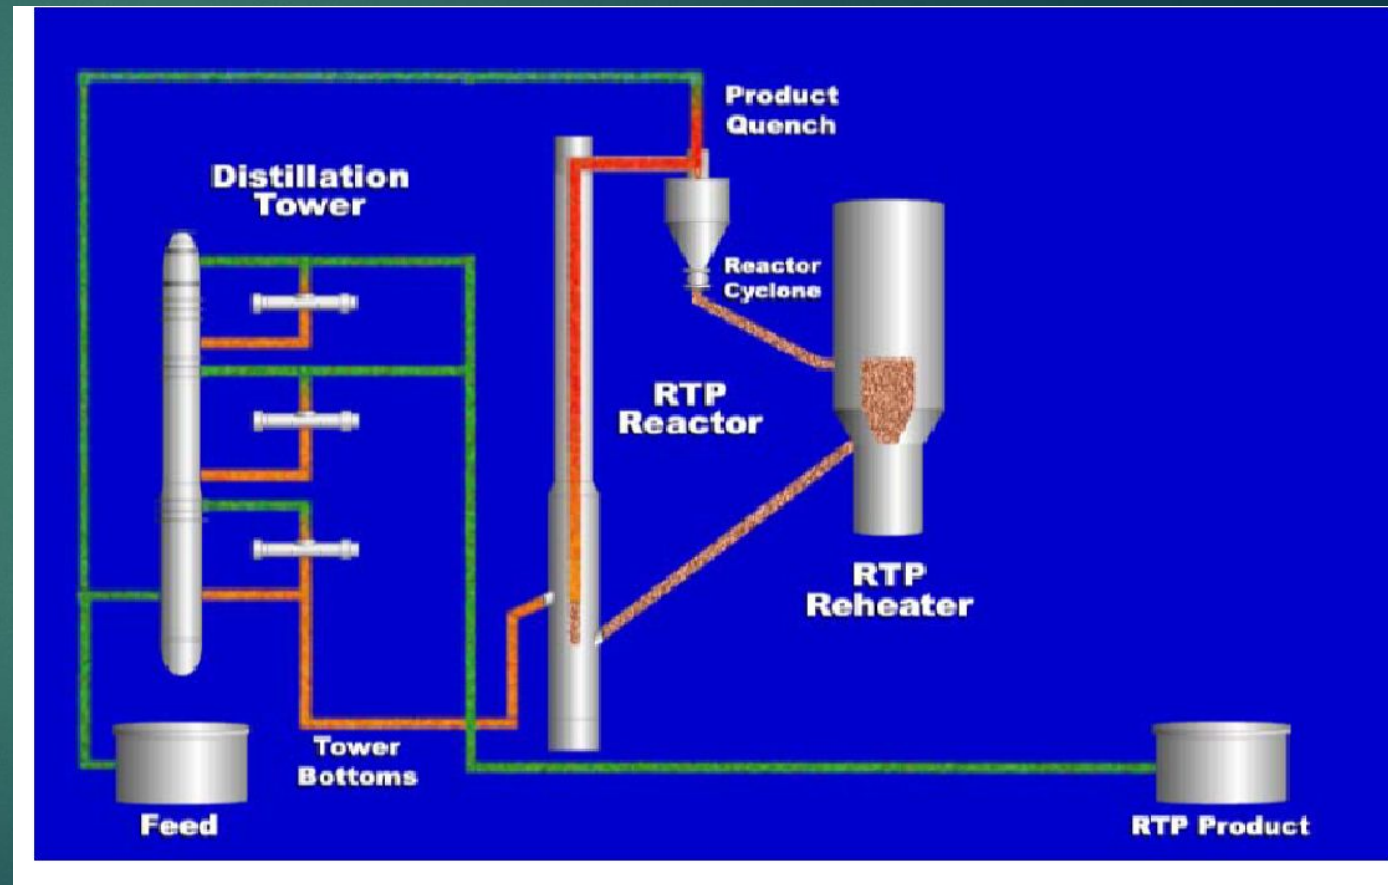 Product
Quench
Distillation
Tower
Reactor
Cyclone
RTP
Reactor
RTP
Reheater
Tower
Bottoms
Feed
RTP Product